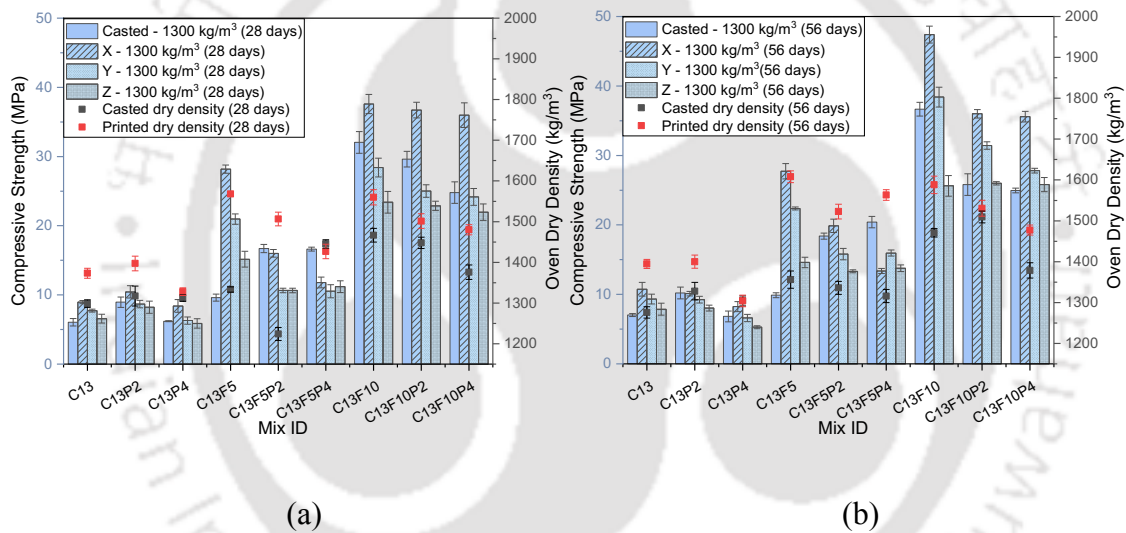 Casted - 1300 kg/m³ (28 days)
X - 1300 kg/m³ (28 days)
Y - 1300 kg/m³ (28 days)
Z - 1300 kg/m³ (28 days)
Casted dry density (28 days)
Printed dry density (28 days)
Compressive Strength (MPa)
50
40
30
20
10
0
Oven Dry Density (kg/m³)
2000
1900
1800
1700
1600
1500
1400
1300
1200
C13
C13P2
C13P4
C13F5
C13F5P2
C13F5P4
C13F10
C13F10P2
C13F10P4
Mix ID
(a)
Casted - 1300 kg/m³ (56 days)
X - 1300 kg/m³ (56 days)
Y - 1300 kg/m³(56 days)
Z - 1300 kg/m³ (56 days)
Casted dry density (56 days)
Printed dry density (56 days)
Compressive Strength (MPa)
50
40
30
20
10
0
Oven Dry Density (kg/m³)
2000
1900
1800
1700
1600
1500
1400
1300
1200
C13
C13P2
C13P4
C13F5
C13F5P2
C13F5P4
C13F10
C13F10P2
C13F10P4
Mix ID
(b)